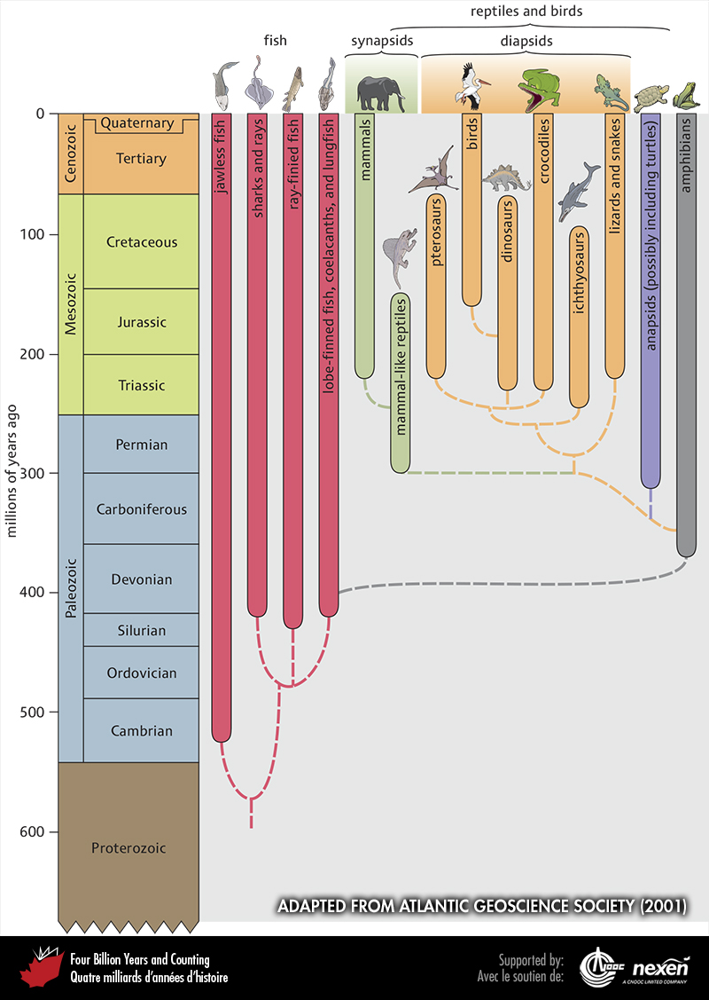 reptiles and birds
fish
synapsids
diapsids
0
100
200
300
400
500
600
millions of years ago
Cenozoic
Mesozoic
Paleozoic
Quaternary
Tertiary
Cretaceous
Jurassic
Triassic
Permian
Carboniferous
Devonian
Silurian
Ordovician
Cambrian
Proterozoic
jawless fish
sharks and rays
ray-finied fish
lobe-finned fish, coelacanths, and lungfish
mammals
mammal-like reptiles
pterosaurs
birds
dinosaurs
crocodiles
ichthyosaurs
lizards and snakes
anapsids (possibly including turtles)
amphibians
ADAPTED FROM ATLANTIC GEOSCIENCE SOCIETY (2001)
Four Billion Years and Counting
Quatre milliards d'années d'histoire
Supported by:
Avec le soutien de:
CNOOC
nexen
A CNOOC LIMITED COMPANY